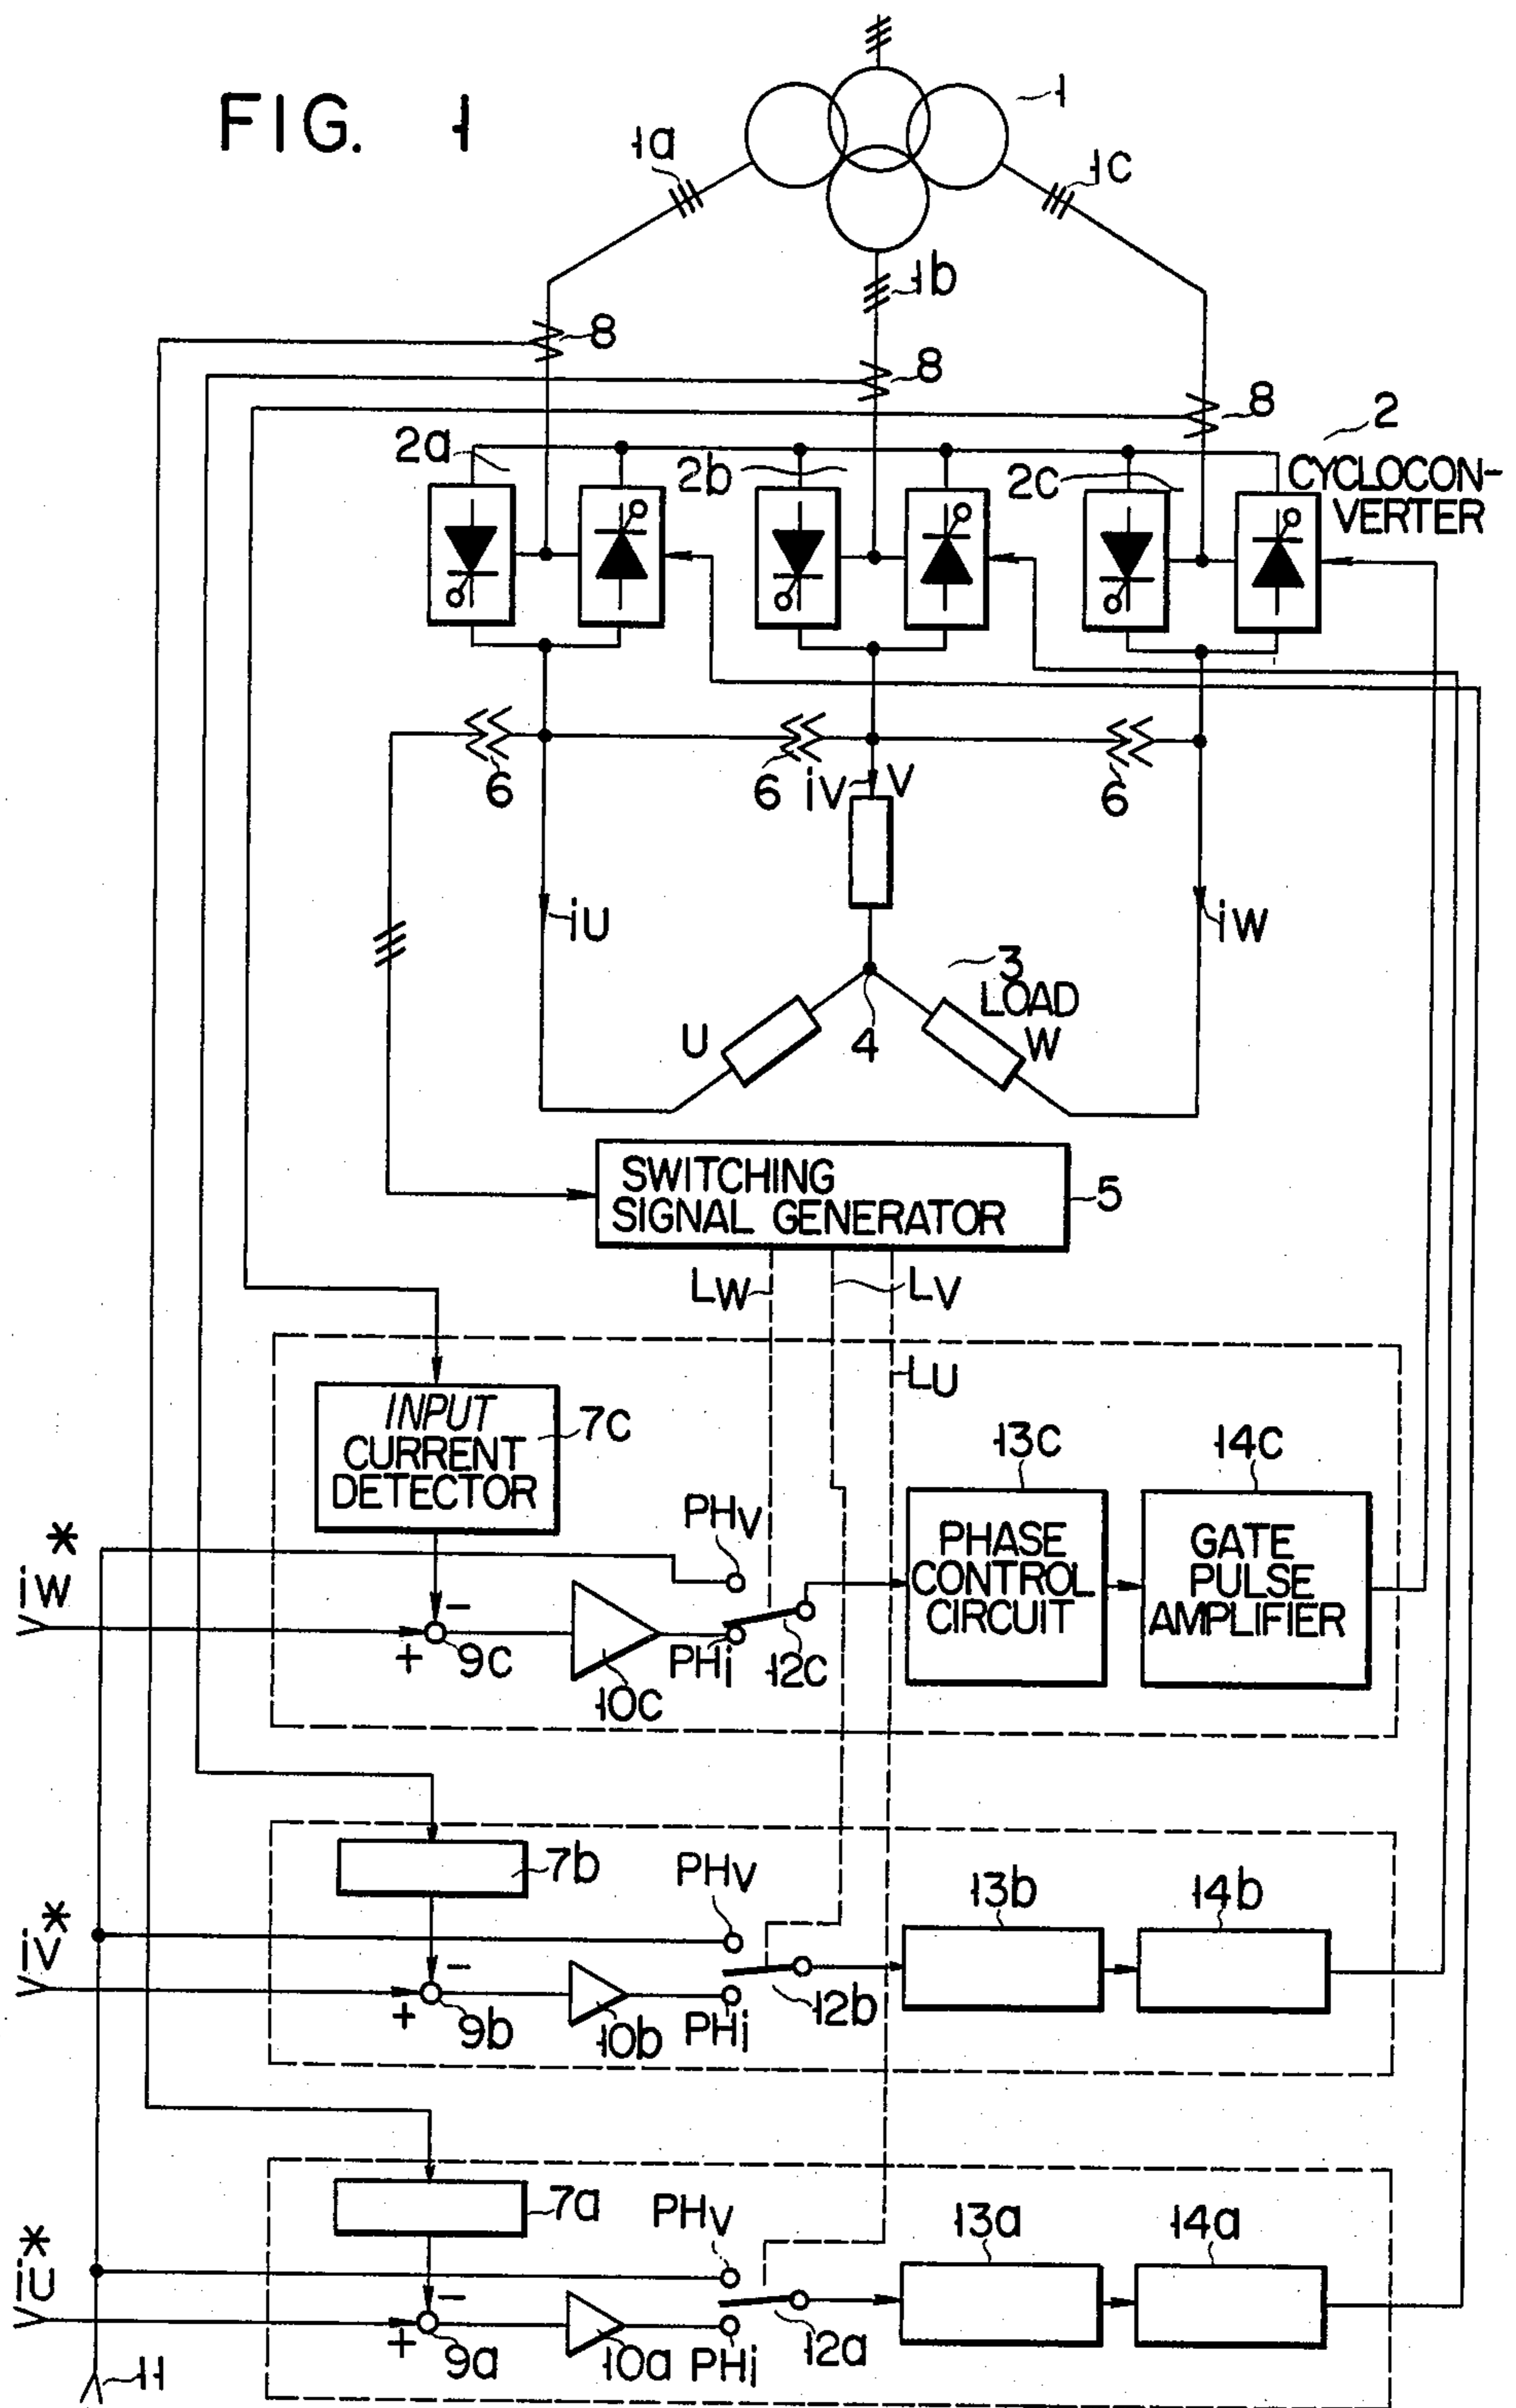 FIG. 1
1
1a
1c
1b
8
8
8
2
2a
2b
2c
CYCLOCON-
VERTER
6
6
iV
V
6
iU
iW
3
LOAD
U
4
W
SWITCHING
SIGNAL GENERATOR
5
LW
LV
LU
INPUT
CURRENT
DETECTOR
7c
13c
14c
PHV
PHASE
CONTROL
CIRCUIT
GATE
PULSE
AMPLIFIER
*
iW
-
+
9c
10c
PHi
12c
7b
PHV
13b
14b
*
iV
-
+
9b
10b
PHi
12b
7a
PHV
13a
14a
*
iU
-
+
9a
10a
PHi
12a
11